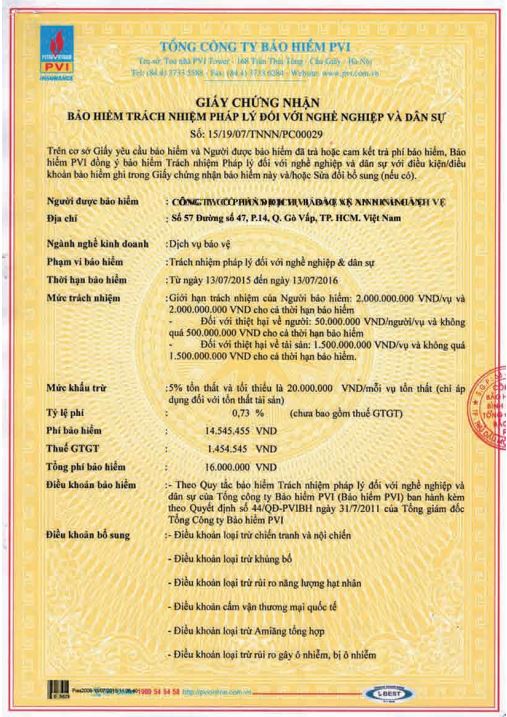 PETROVIETNAM
PVI
INSURANCE
TỔNG CÔNG TY BẢO HIỂM PVI
Trụ sở: Toà nhà PVI Tower - 168 Trần Thái Tông - Cầu Giấy - Hà Nội
Tel: (84.4) 3733 5588 - Fax: (84.4) 3733 6284 - Website: www.pvi.com.vn
GIẤY CHỨNG NHẬN
BẢO HIỂM TRÁCH NHIỆM PHÁP LÝ ĐỐI VỚI NGHỀ NGHIỆP VÀ DÂN SỰ
Số: 15/19/07/TNNN/PC00029
Trên cơ sở Giấy yêu cầu bảo hiểm và Người được bảo hiểm đã trả hoặc cam kết trả phí bảo hiểm, Bảo
hiểm PVI đồng ý bảo hiểm Trách nhiệm Pháp lý đối với nghề nghiệp và dân sự với điều kiện/điều
khoản bảo hiểm ghi trong Giấy chứng nhận bảo hiểm này và/hoặc Sửa đổi bổ sung (nếu có).
Người được bảo hiểm :
Địa chỉ : Số 57 Đường số 47, P.14, Q. Gò Vấp, TP. HCM. Việt Nam
Ngành nghề kinh doanh :Dịch vụ bảo vệ
Phạm vi bảo hiểm :Trách nhiệm pháp lý đối với nghề nghiệp & dân sự
Thời hạn bảo hiểm :Từ ngày 13/07/2015 đến ngày 13/07/2016
Mức trách nhiệm :Giới hạn trách nhiệm của Người bảo hiểm: 2.000.000.000 VND/vụ và
2.000.000.000 VND cho cả thời hạn bảo hiểm
- Đối với thiệt hại về người: 50.000.000 VND/người/vụ và không
quá 500.000.000 VND cho cả thời hạn bảo hiểm
- Đối với thiệt hại về tài sản: 1.500.000.000 VND/vụ và không quá
1.500.000.000 VND cho cả thời hạn bảo hiểm.
Mức khấu trừ :5% tổn thất và tối thiểu là 20.000.000 VND/mỗi vụ tổn thất (chỉ áp
dụng đối với tổn thất tài sản)
Tỷ lệ phí : 0,73 % (chưa bao gồm thuế GTGT)
Phí bảo hiểm : 14.545.455 VND
Thuế GTGT : 1.454.545 VND
Tổng phí bảo hiểm : 16.000.000 VND
Điều khoản bảo hiểm :- Theo Quy tắc bảo hiểm Trách nhiệm pháp lý đối với nghề nghiệp và
dân sự của Tổng công ty Bảo hiểm PVI (Bảo hiểm PVI) ban hành kèm
theo Quyết định số 44/QĐ-PVIBH ngày 31/7/2011 của Tổng giám đốc
Tổng Công ty Bảo hiểm PVI
Điều khoản bổ sung :- Điều khoản loại trừ chiến tranh và nội chiến
- Điều khoản loại trừ khủng bố
- Điều khoản loại trừ rủi ro năng lượng hạt nhân
- Điều khoản cấm vận thương mại quốc tế
- Điều khoản loại trừ Amiăng tổng hợp
- Điều khoản loại trừ rủi ro gây ô nhiễm, bị ô nhiễm
1900 54 54 58 http://pvionline.com.vn
BEST